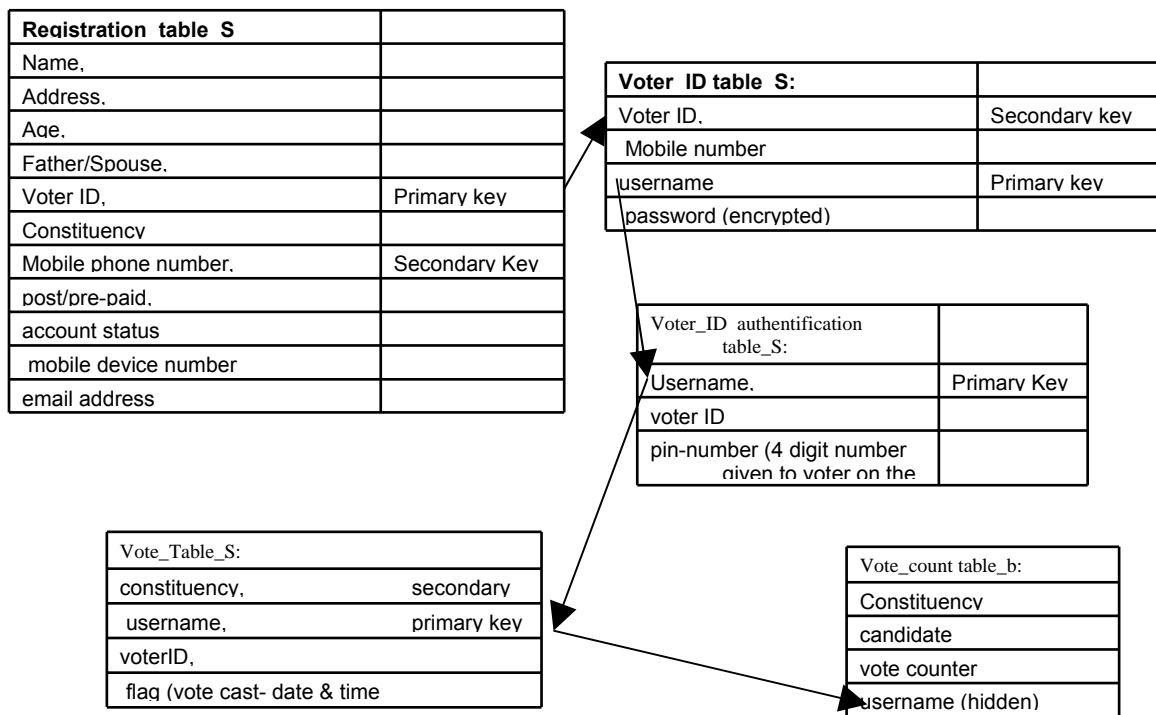 Registration table S
Name,
Address,
Age,
Father/Spouse,
Voter ID, Primary key
Constituency
Mobile phone number, Secondary Key
post/pre-paid,
account status
mobile device number
email address
Voter ID table S:
Voter ID, Secondary key
Mobile number
username Primary key
password (encrypted)
Voter_ID authentification
table_S:
Username, Primary Key
voter ID
pin-number (4 digit number
given to voter on the
Vote_Table_S:
constituency, secondary
username, primary key
voterID,
flag (vote cast- date & time
Vote_count table_b:
Constituency
candidate
vote counter
username (hidden)